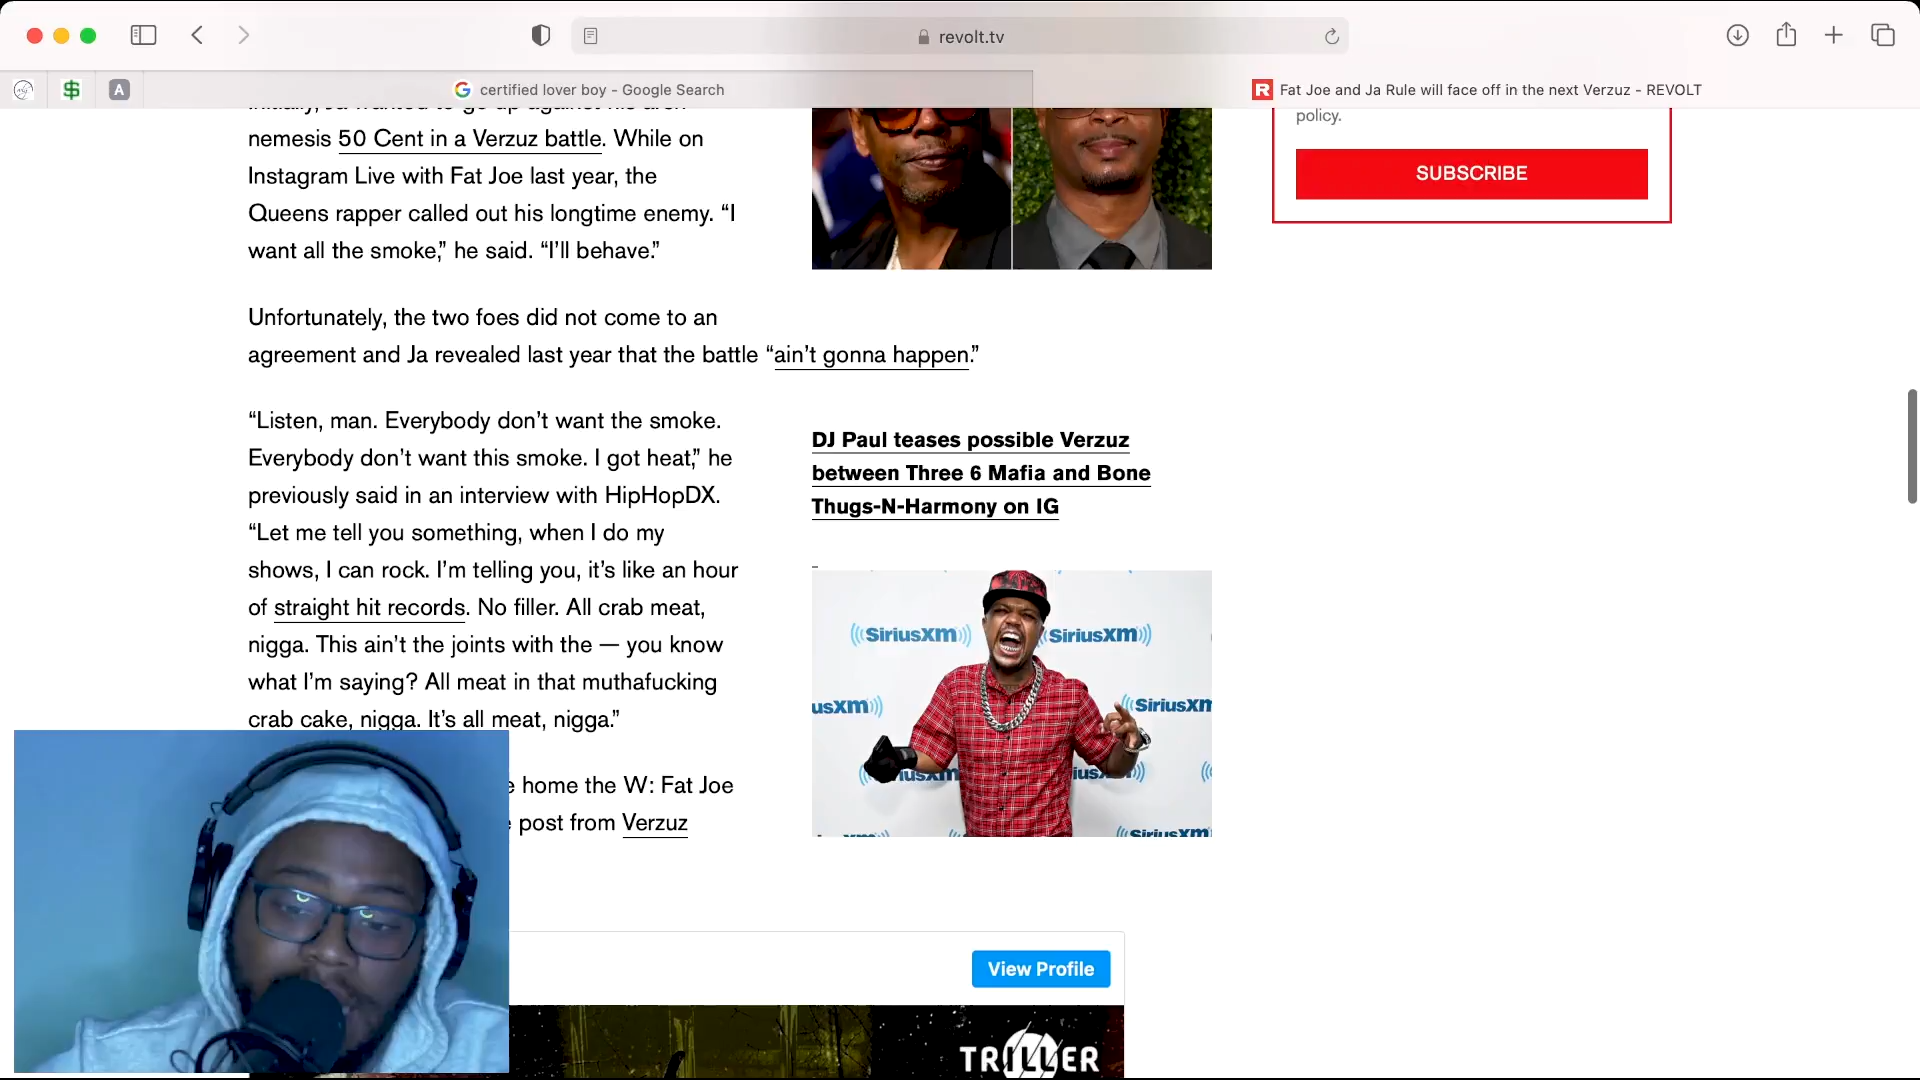 revolt.tv
A
certified lover boy - Google Search
R
Fat Joe and Ja Rule will face off in the next Verzuz - REVOLT
nemesis 50 Cent in a Verzuz battle. While on
Instagram Live with Fat Joe last year, the
Queens rapper called out his longtime enemy. “I
want all the smoke,” he said. “I’ll behave.”
Unfortunately, the two foes did not come to an
agreement and Ja revealed last year that the battle “ain’t gonna happen.”
“Listen, man. Everybody don’t want the smoke.
Everybody don’t want this smoke. I got heat,” he
previously said in an interview with HipHopDX.
“Let me tell you something, when I do my
shows, I can rock. I’m telling you, it’s like an hour
of straight hit records. No filler. All crab meat,
nigga. This ain’t the joints with the — you know
what I’m saying? All meat in that muthafucking
crab cake, nigga. It’s all meat, nigga.”
home the W: Fat Joe
post from Verzuz
policy.
SUBSCRIBE
DJ Paul teases possible Verzuz
between Three 6 Mafia and Bone
Thugs-N-Harmony on IG
SiriusXM SiriusXM
usXM SiriusXM
View Profile
TRILLER